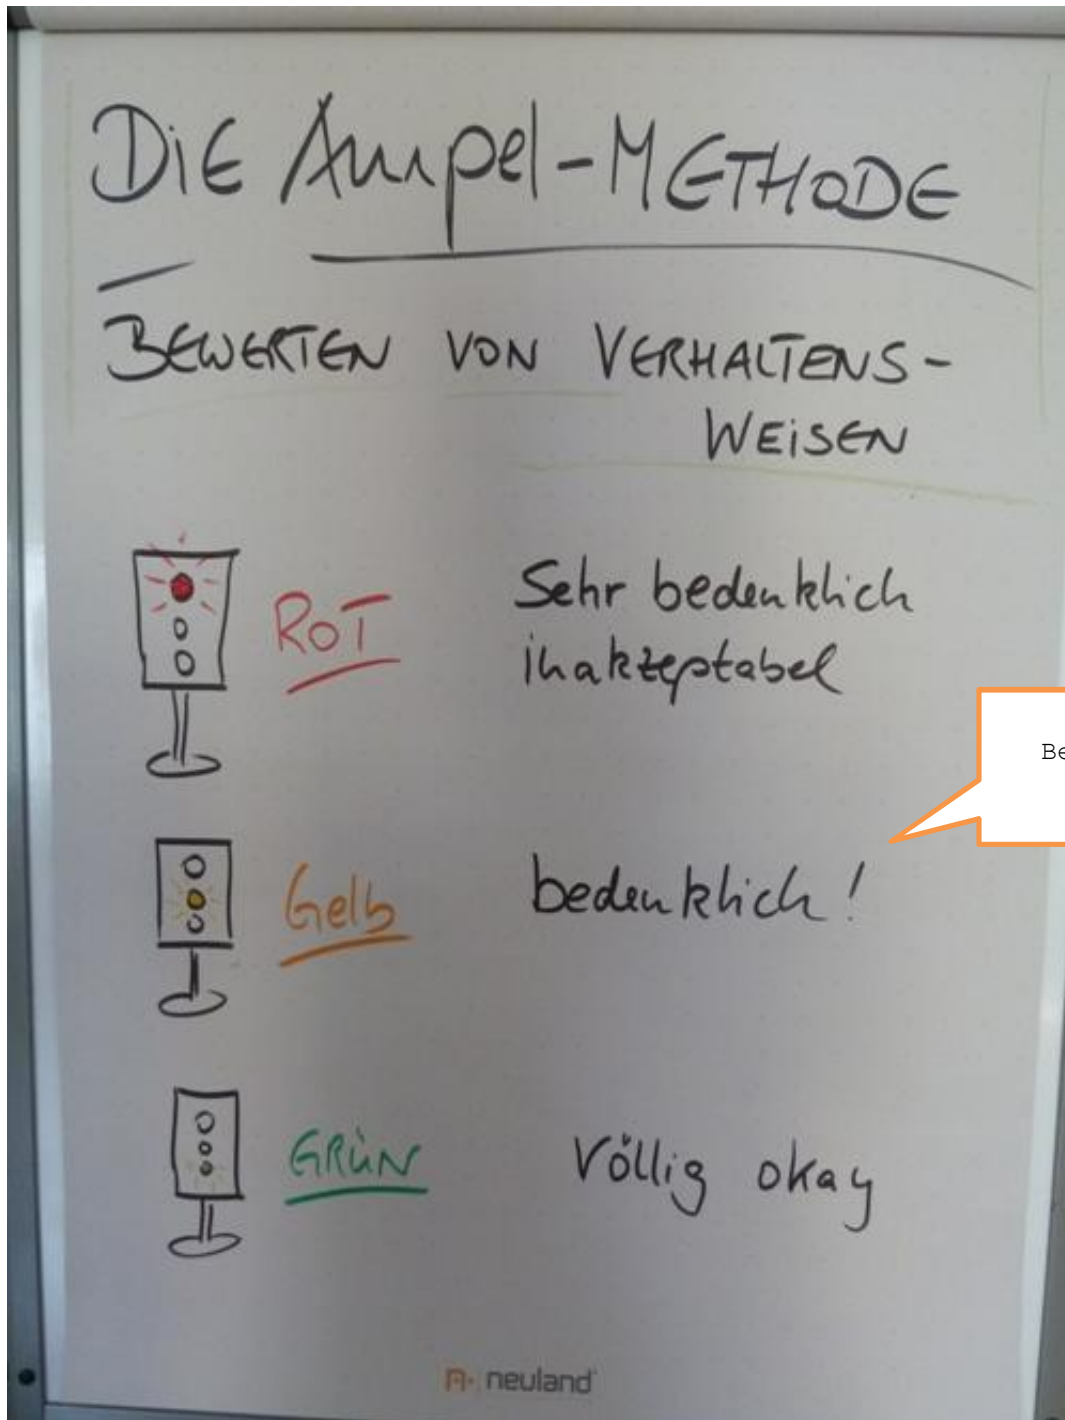 DiE Ampel-METHODE
BEWERTEN VON VERHALTENS-
WEiSEN
ROT
Sehr bedenklich
inakzeptabel
Be
Gelb
bedenklich!
GRÜN
Völlig okay
neuland